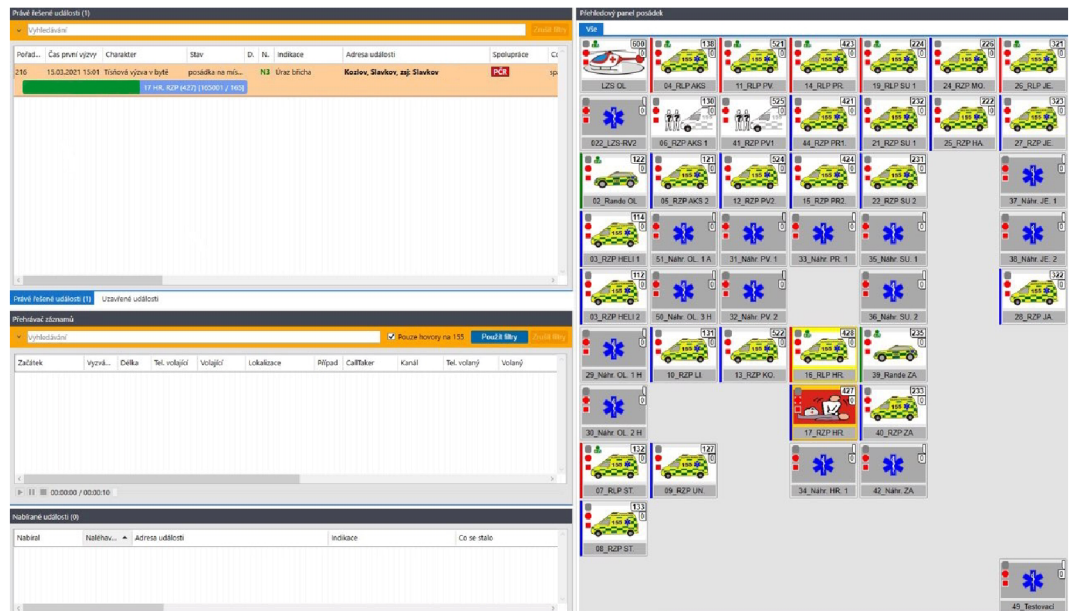 Právě řešené události (1)
Vyhledávání
Zrušit filtry
Pořad... Čas první výzvy Charakter Stav D. N. Indikace Adresa události Spolupráce
216 15.03.2021 15:01 Tísňová výzva v bytě posádka na mís... N3 Úraz břicha Kozlov, Slavkov, zaj: Slavkov PČR
17 HR, RZP (427) [165001 / 165]
Právě řešené události (1) Uzavřené události
Přehrávač záznamů
Vyhledávání
Pouze hovory na 155 Použít filtry Zrušit filtry
Začátek Vyzvá... Délka Tel. volající Volající Lokalizace Případ CallTaker Kanál Tel. volaný Volaný
00:00:00 / 00:00:10
Nabírané události (0)
Nabíral Naléhav... Adresa události Indikace Co se stalo
Přehledový panel posádek
Vše
600 138 521 423 224 226 321
LZS OL 04_RLP AKS. 11_RLP PV. 14_RLP PR. 19_RLP SU 1 24_RZP MO. 26_RLP JE.
0 130 525 421 232 222 323
022_LZS-RV2 06_RZP AKS 1 41_RZP PV1 44_RZP PR1. 21_RZP SU 1 25_RZP HA. 27_RZP JE.
122 121 524 424 231
02_Rande OL 05_RZP AKS 2 12_RZP PV2 15_RZP PR2. 22_RZP SU 2 37_Náhr. JE. 1
114
03_RZP HELI 1 51_Náhr. OL. 1 A 31_Náhr. PV. 1 33_Náhr. PR. 1 35_Náhr. SU. 1 38_Náhr. JE. 2
112 322
03_RZP HELI 2 50_Náhr. OL. 3 H 32_Náhr. PV. 2 36_Náhr. SU. 2 28_RZP JA.
131 522 428 235
29_Náhr. OL. 1 H 10_RZP LI. 13_RZP KO. 16_RLP HR. 39_Rande ZA.
427 233
30_Náhr. OL. 2 H 17_RZP HR. 40_RZP ZA.
132 127
07_RLP ST. 09_RZP UN. 34_Náhr. HR. 1 42_Náhr. ZA.
133
08_RZP ST.
49_Testovací